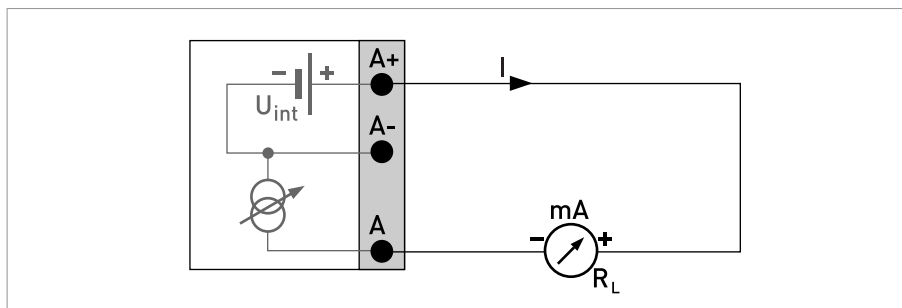 A+
I
− +
U_int
A-
mA
A
− +
R_L